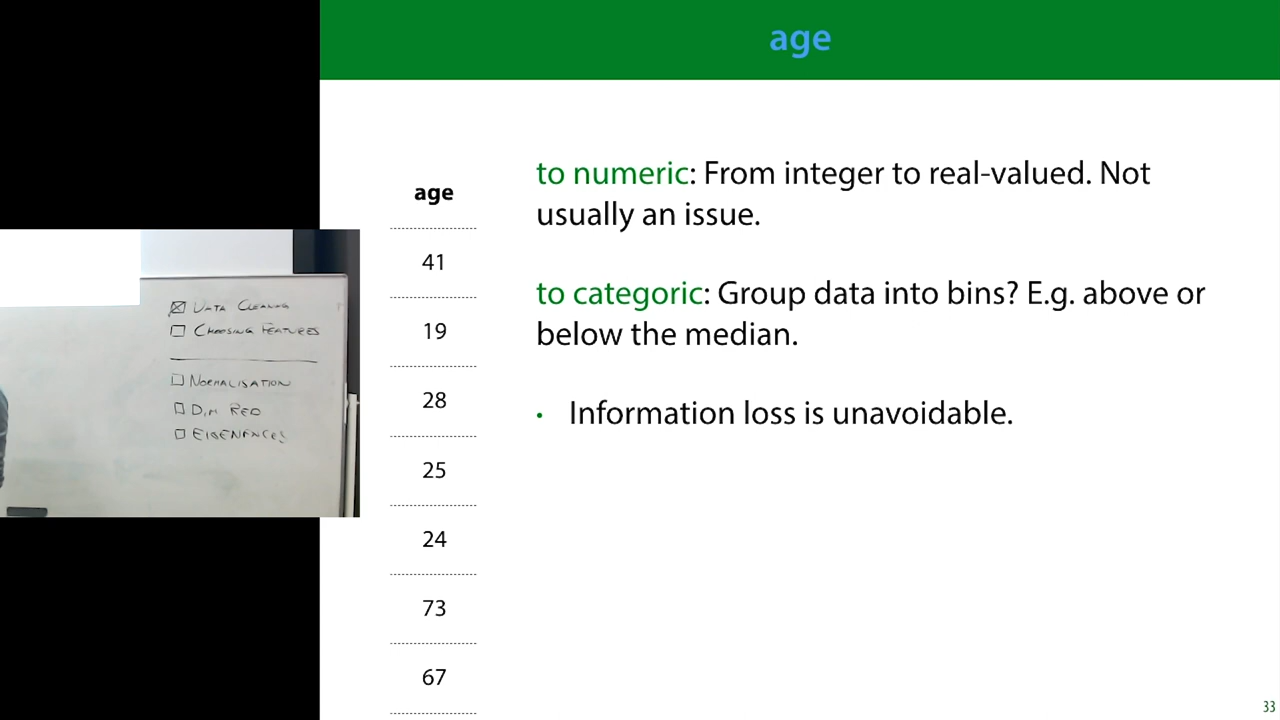 age
age
41
19
28
25
24
73
67
to numeric: From integer to real-valued. Not
usually an issue.
to categoric: Group data into bins? E.g. above or
below the median.
• Information loss is unavoidable.
DATA CLEANING
CHOOSING FEATURES
NORMALISATION
DIM RED
EIGENFACES
33